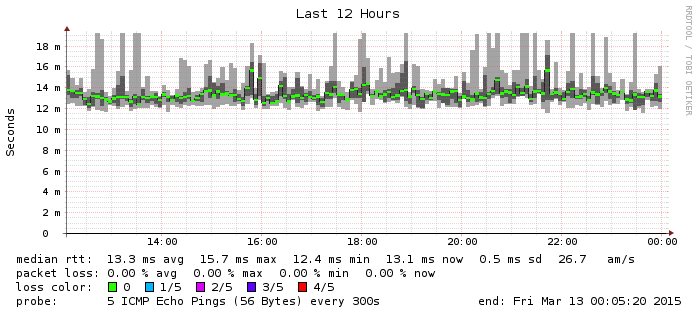 Last 12 Hours
RRDTOOL / TOBI OETIKER
Seconds
18 m
16 m
14 m
12 m
10 m
8 m
6 m
4 m
2 m
0
14:00 16:00 18:00 20:00 22:00 00:00
median rtt: 13.3 ms avg 15.7 ms max 12.4 ms min 13.1 ms now 0.5 ms sd 26.7 am/s
packet loss: 0.00 % avg 0.00 % max 0.00 % min 0.00 % now
loss color: 0 1/5 2/5 3/5 4/5
probe: 5 ICMP Echo Pings (56 Bytes) every 300s end: Fri Mar 13 00:05:20 2015